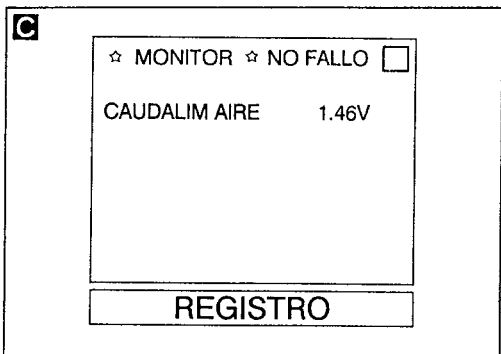 C
☆ MONITOR ☆ NO FALLO □
CAUDALIM AIRE 1.46V
REGISTRO